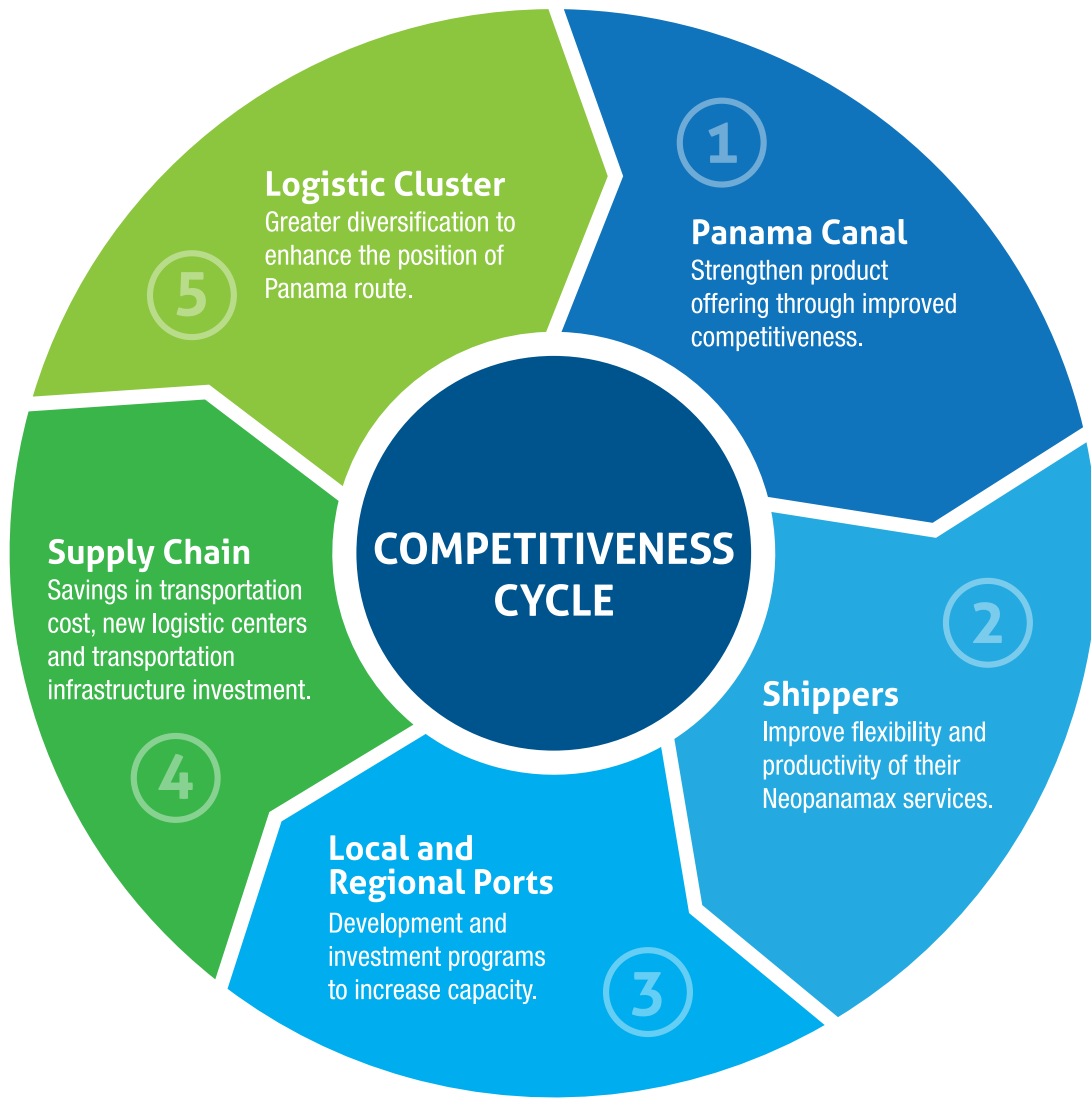 COMPETITIVENESS
CYCLE
1
Panama Canal
Strengthen product
offering through improved
competitiveness.
2
Shippers
Improve flexibility and
productivity of their
Neopanamax services.
3
Local and
Regional Ports
Development and
investment programs
to increase capacity.
4
Supply Chain
Savings in transportation
cost, new logistic centers
and transportation
infrastructure investment.
5
Logistic Cluster
Greater diversification to
enhance the position of
Panama route.